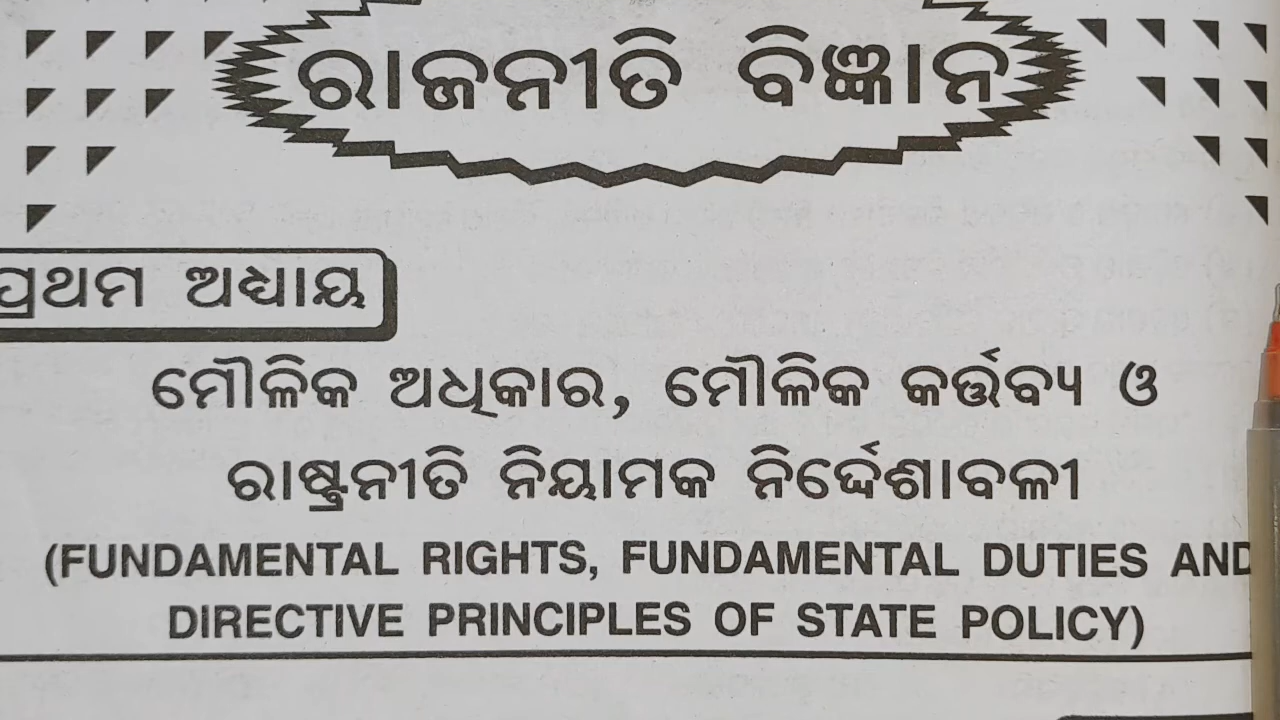 ରାଜନୀତି ବିଜ୍ଞାନ
ପ୍ରଥମ ଅଧ୍ୟାୟ
ମୌଳିକ ଅଧିକାର, ମୌଳିକ କର୍ତ୍ତବ୍ୟ ଓ
ରାଷ୍ଟ୍ରନୀତି ନିୟାମକ ନିର୍ଦ୍ଦେଶାବଳୀ
(FUNDAMENTAL RIGHTS, FUNDAMENTAL DUTIES AND
DIRECTIVE PRINCIPLES OF STATE POLICY)